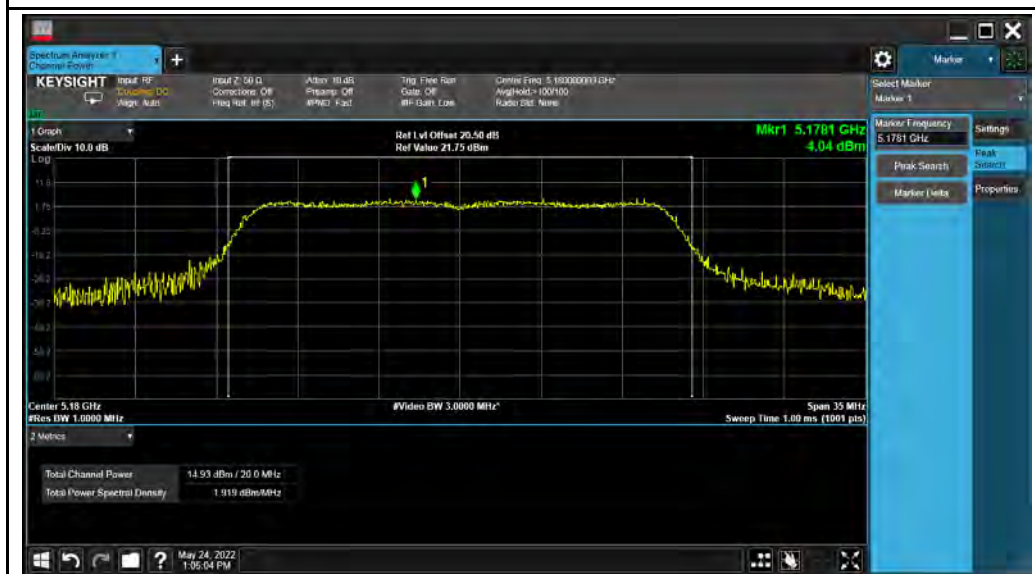 Spectrum Analyzer 1
Channel Power
+
Marker
KEYSIGHT
Input: RF
Coupling: DC
Align: Auto
Input Z: 50 Ω
Corrections: Off
Freq Ref: Int (S)
Atten: 10 dB
Preamp: Off
#PNO: Fast
Trig: Free Run
Gate: Off
#IF Gain: Low
Center Freq: 5.180000000 GHz
Avg|Hold:>100/100
Radio Std: None
Select Marker
Marker 1
1 Graph
Scale/Div 10.0 dB
Log
Ref Lvl Offset 20.50 dB
Ref Value 21.75 dBm
Mkr1 5.1781 GHz
4.04 dBm
Marker Frequency
5.1781 GHz
Settings
Peak Search
Peak Search
Marker Delta
Properties
1
11.8
1.75
-8.25
-18.2
-28.2
-38.2
-48.2
-58.2
-68.2
Center 5.18 GHz
#Res BW 1.0000 MHz
#Video BW 3.0000 MHz*
Span 35 MHz
Sweep Time 1.00 ms (1001 pts)
2 Metrics
Total Channel Power 14.93 dBm / 20.0 MHz
Total Power Spectral Density 1.919 dBm/MHz
?
May 24, 2022
1:05:04 PM